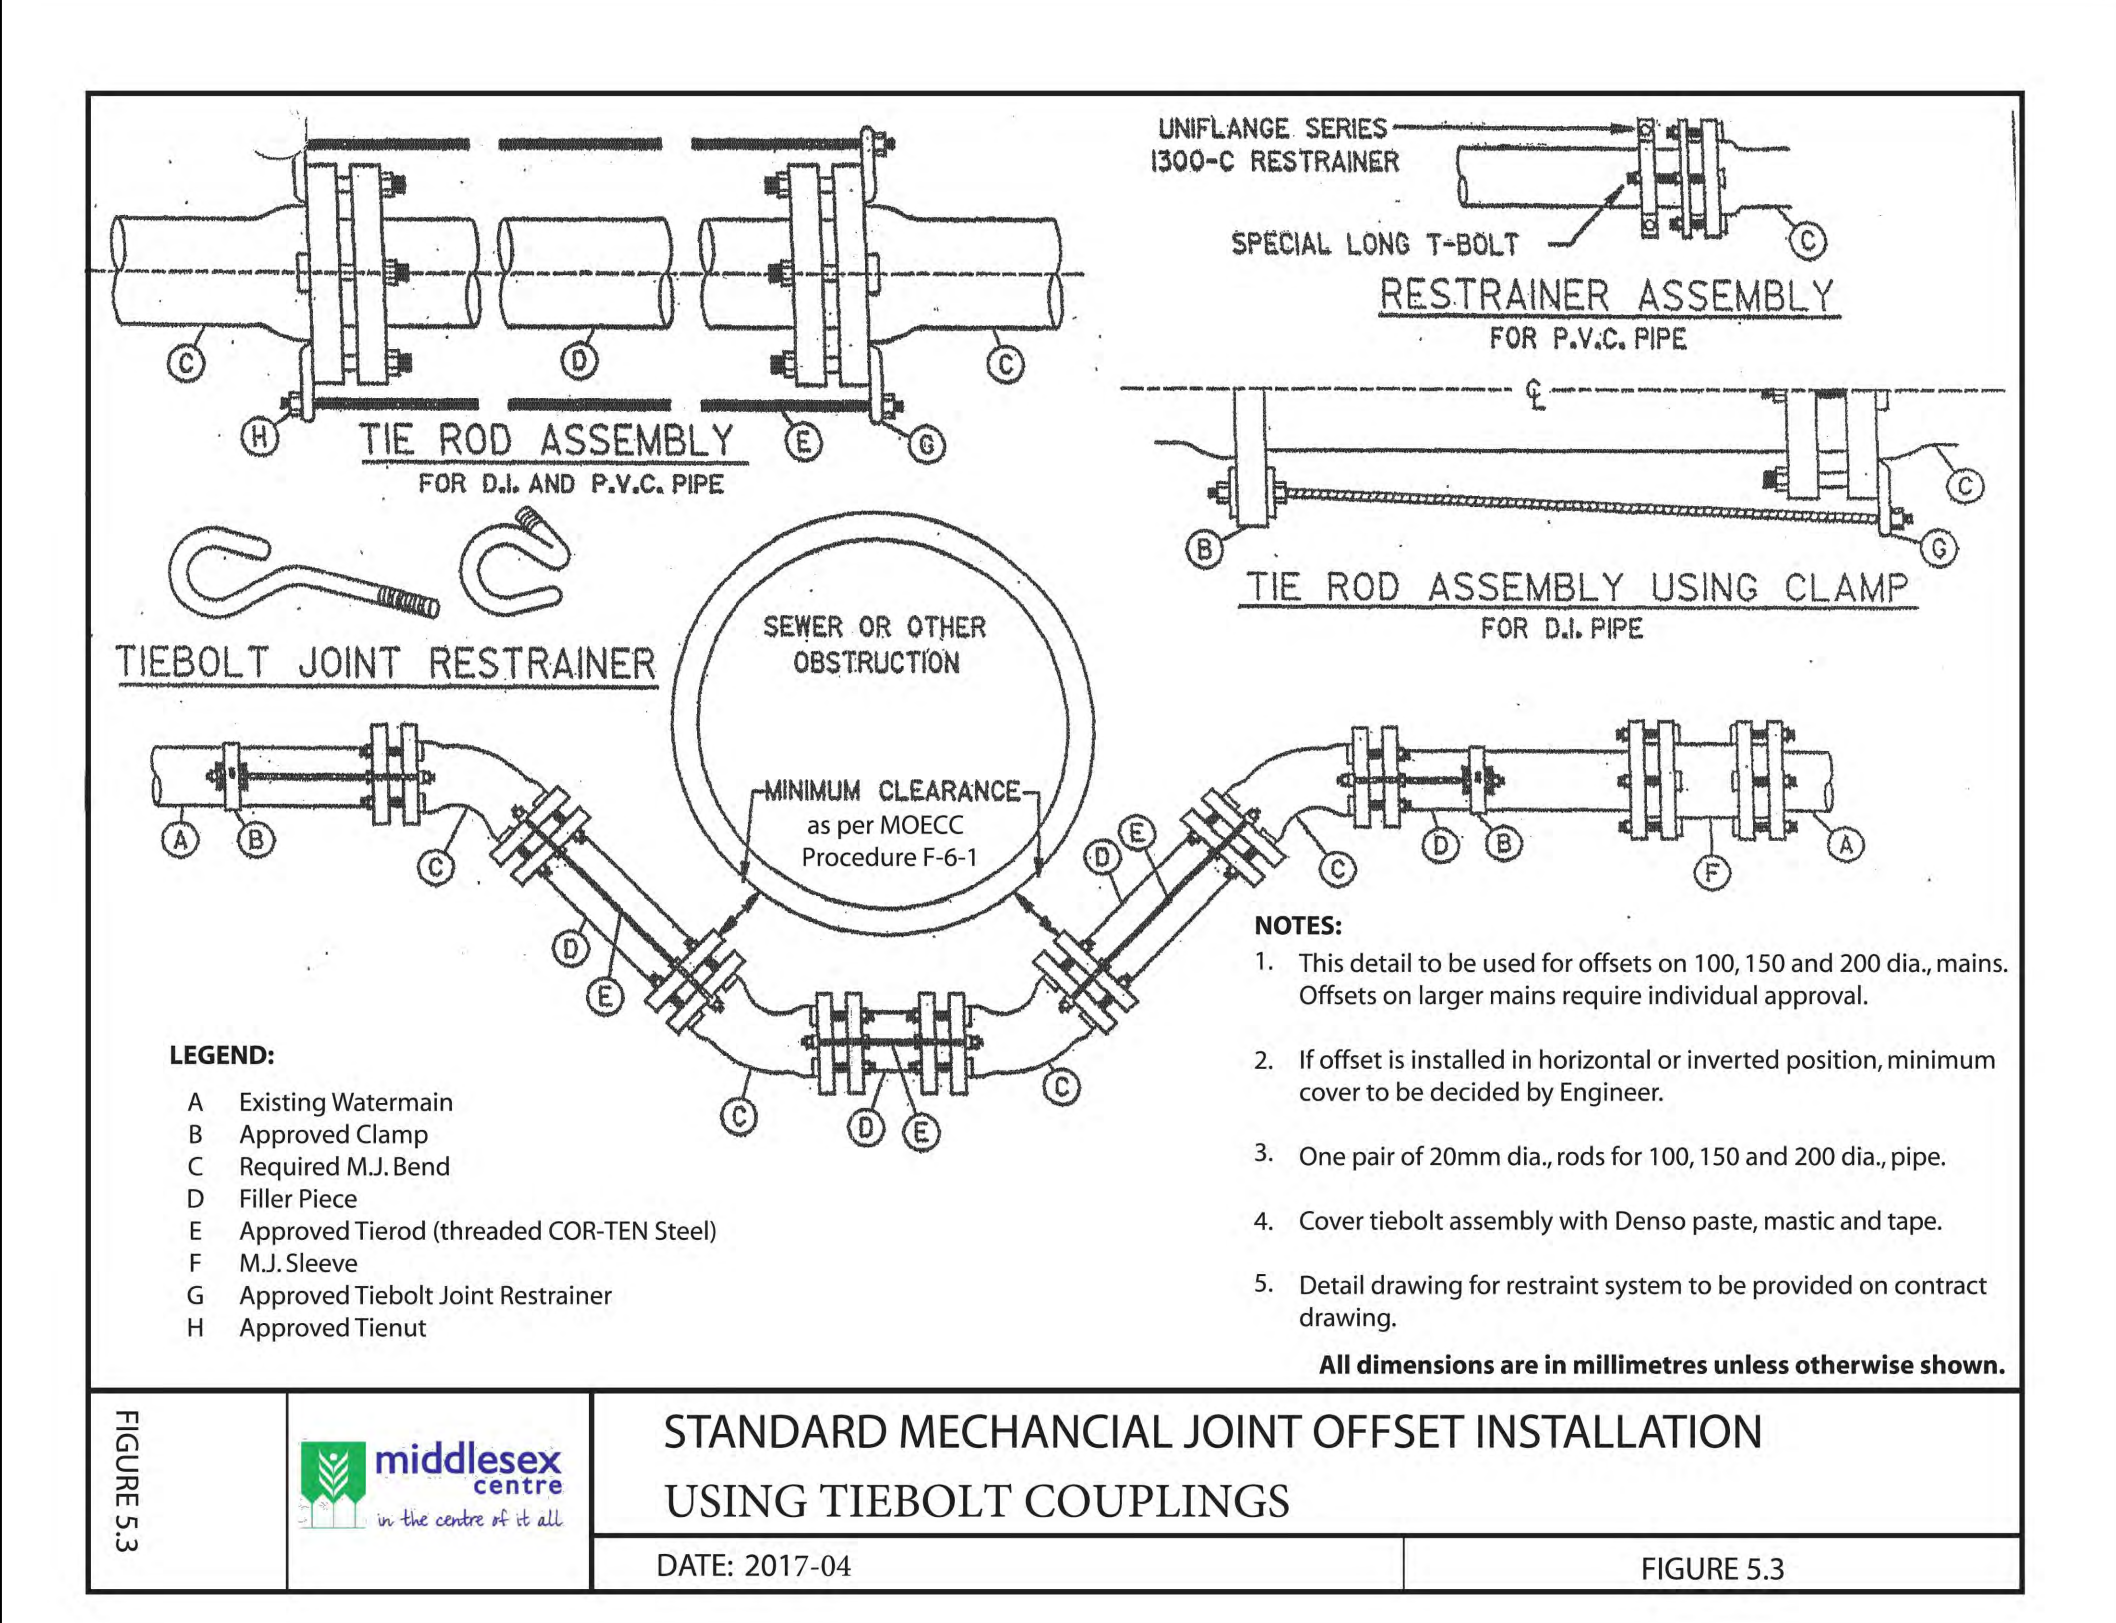 UNIFLANGE SERIES
1300-C RESTRAINER
SPECIAL LONG T-BOLT
C
RESTRAINER ASSEMBLY
FOR P.V.C. PIPE
C
D
C
H
TIE ROD ASSEMBLY
E
G
FOR D.I. AND P.V.C. PIPE
C
B
G
TIE ROD ASSEMBLY USING CLAMP
FOR D.I. PIPE
TIEBOLT JOINT RESTRAINER
SEWER OR OTHER
OBSTRUCTION
MINIMUM CLEARANCE
as per MOECC
Procedure F-6-1
A
B
C
D
E
C
D
E
C
D
E
C
D
B
F
A
LEGEND:
A Existing Watermain
B Approved Clamp
C Required M.J. Bend
D Filler Piece
E Approved Tierod (threaded COR-TEN Steel)
F M.J. Sleeve
G Approved Tiebolt Joint Restrainer
H Approved Tienut
NOTES:
1. This detail to be used for offsets on 100, 150 and 200 dia., mains.
Offsets on larger mains require individual approval.
2. If offset is installed in horizontal or inverted position, minimum
cover to be decided by Engineer.
3. One pair of 20mm dia., rods for 100, 150 and 200 dia., pipe.
4. Cover tiebolt assembly with Denso paste, mastic and tape.
5. Detail drawing for restraint system to be provided on contract
drawing.
All dimensions are in millimetres unless otherwise shown.
FIGURE 5.3
middlesex
centre
in the centre of it all
STANDARD MECHANCIAL JOINT OFFSET INSTALLATION
USING TIEBOLT COUPLINGS
DATE: 2017-04
FIGURE 5.3